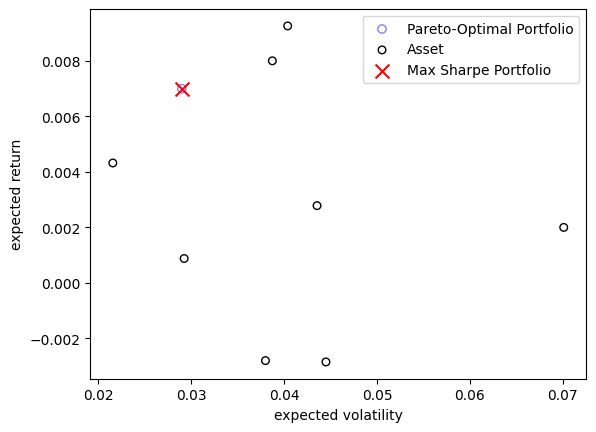 Pareto-Optimal Portfolio
Asset
Max Sharpe Portfolio
0.008
0.006
0.004
0.002
0.000
−0.002
expected return
0.02 0.03 0.04 0.05 0.06 0.07
expected volatility